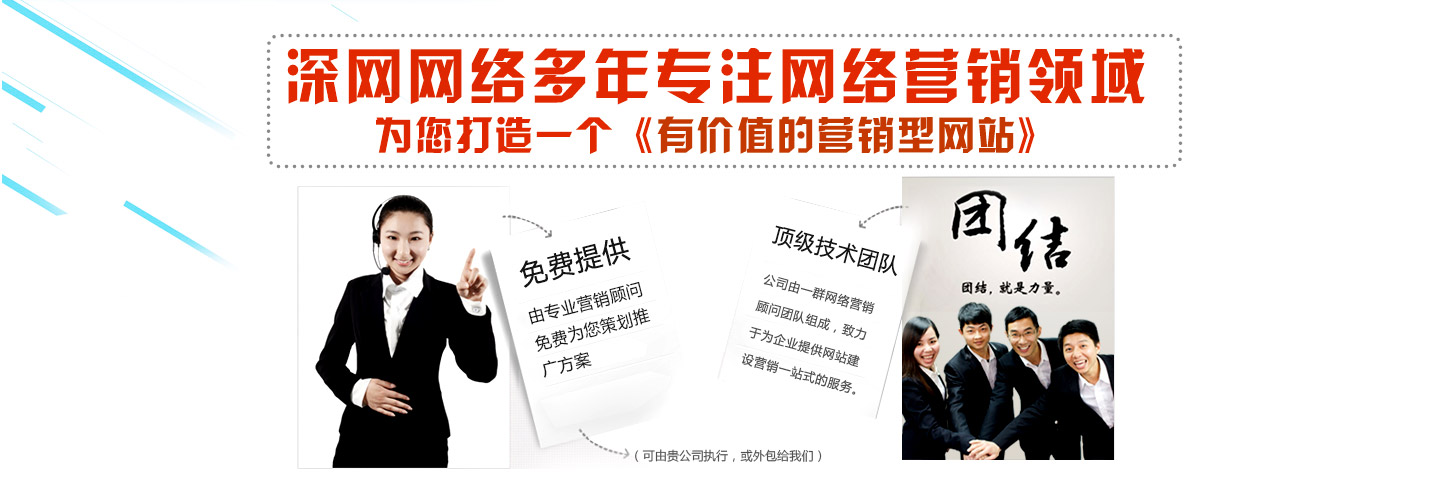 深网网络多年专注网络营销领域
为您打造一个《有价值的营销型网站》
免费提供
由专业营销顾问
免费为您策划推
广方案
（可由贵公司执行，或外包给我们）
顶级技术团队
公司由一群网络营销
顾问团队组成，致力
于为企业提供网站建
设营销一站式的服务。
团结
团结，就是力量。